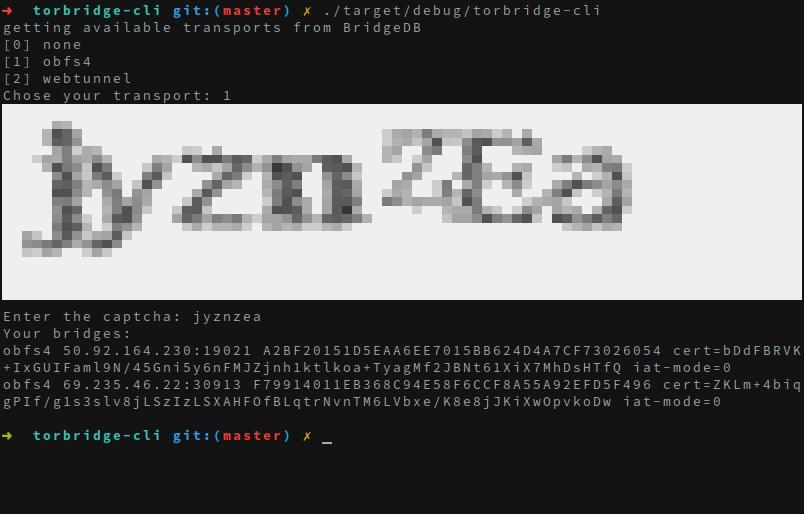 ➜  torbridge-cli git:(master) ✗ ./target/debug/torbridge-cli
getting available transports from BridgeDB
[0] none
[1] obfs4
[2] webtunnel
Chose your transport: 1
Enter the captcha: jyznzea
Your bridges:
obfs4 50.92.164.230:19021 A2BF20151D5EAA6EE7015BB624D4A7CF73026054 cert=bDdFBRVK
+IxGUIFaml9N/45Gni5y6nFMJZjnh1ktlkoa+TyagMf2JBNt61XiX7MhDsHTfQ iat-mode=0
obfs4 69.235.46.22:30913 F79914011EB368C94E58F6CCF8A55A92EFD5F496 cert=ZKLm+4biq
gPIf/g1s3slv8jLSzIzLSXAHFOfBLqtrNvnTM6LVbxe/K8e8jJKiXwOpvkoDw iat-mode=0
➜  torbridge-cli git:(master) ✗